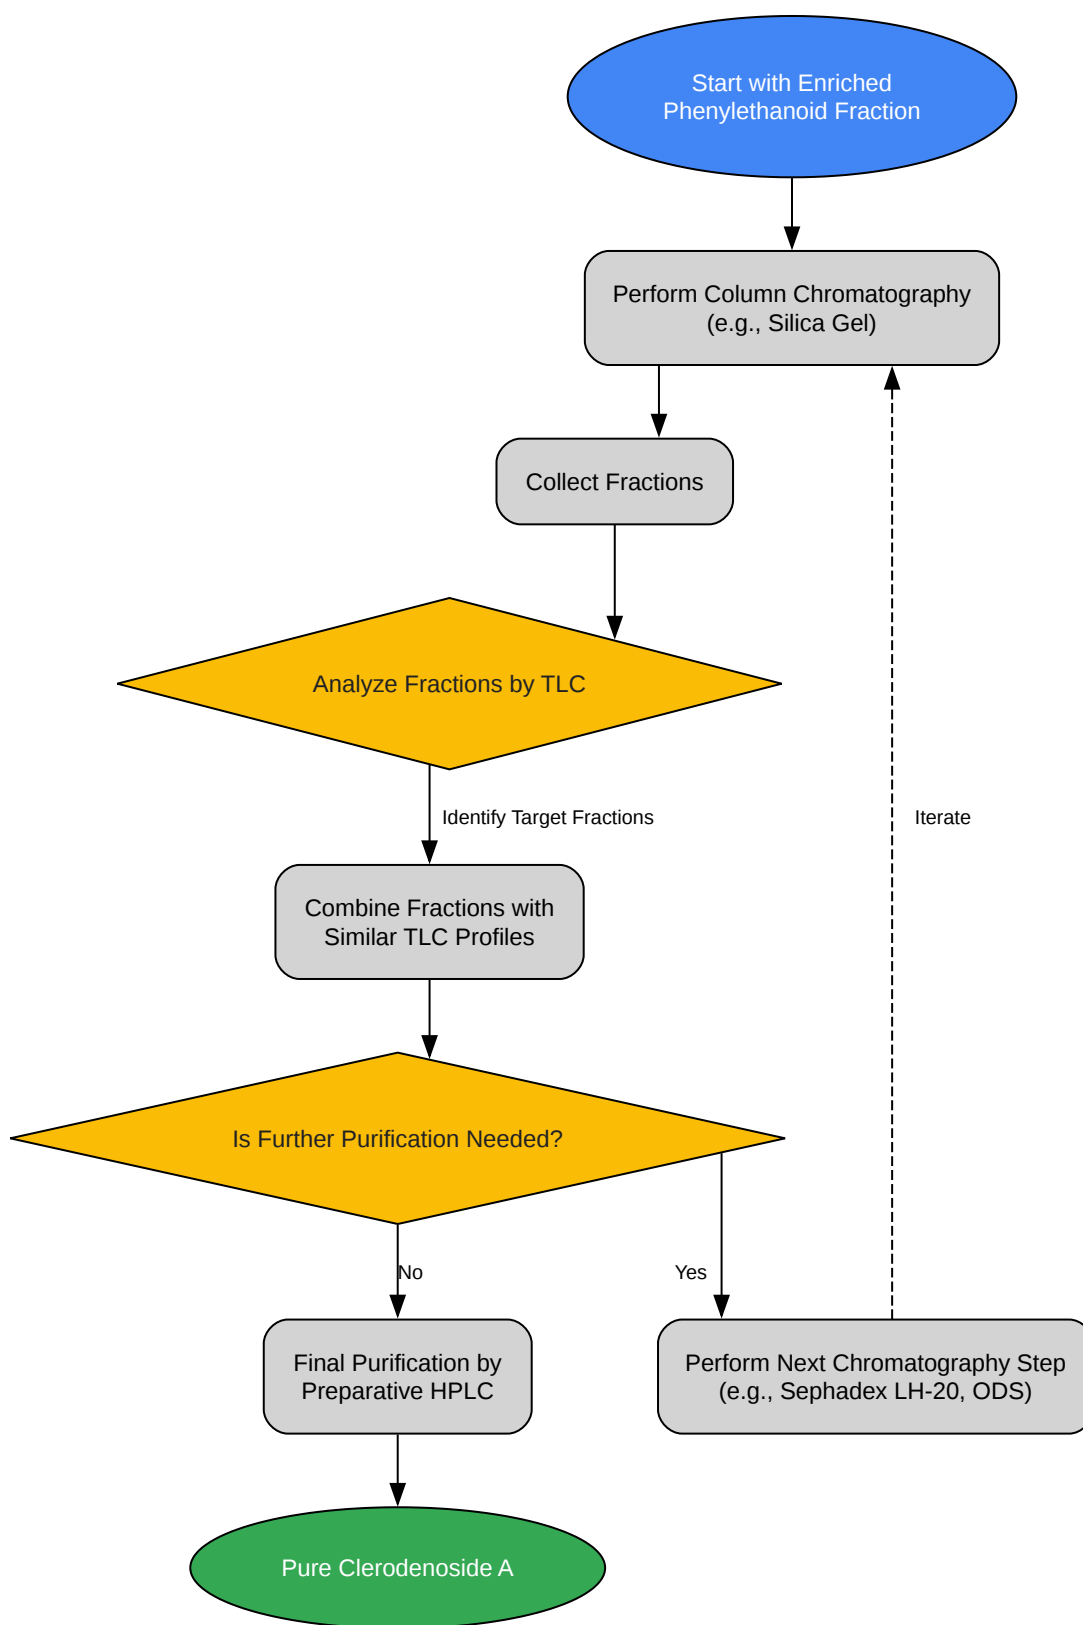 Start with Enriched
Phenylethanoid Fraction
Perform Column Chromatography
(e.g., Silica Gel)
Collect Fractions
Analyze Fractions by TLC
Identify Target Fractions
Iterate
Combine Fractions with
Similar TLC Profiles
Is Further Purification Needed?
No
Yes
Final Purification by
Preparative HPLC
Perform Next Chromatography Step
(e.g., Sephadex LH-20, ODS)
Pure Clerodenoside A